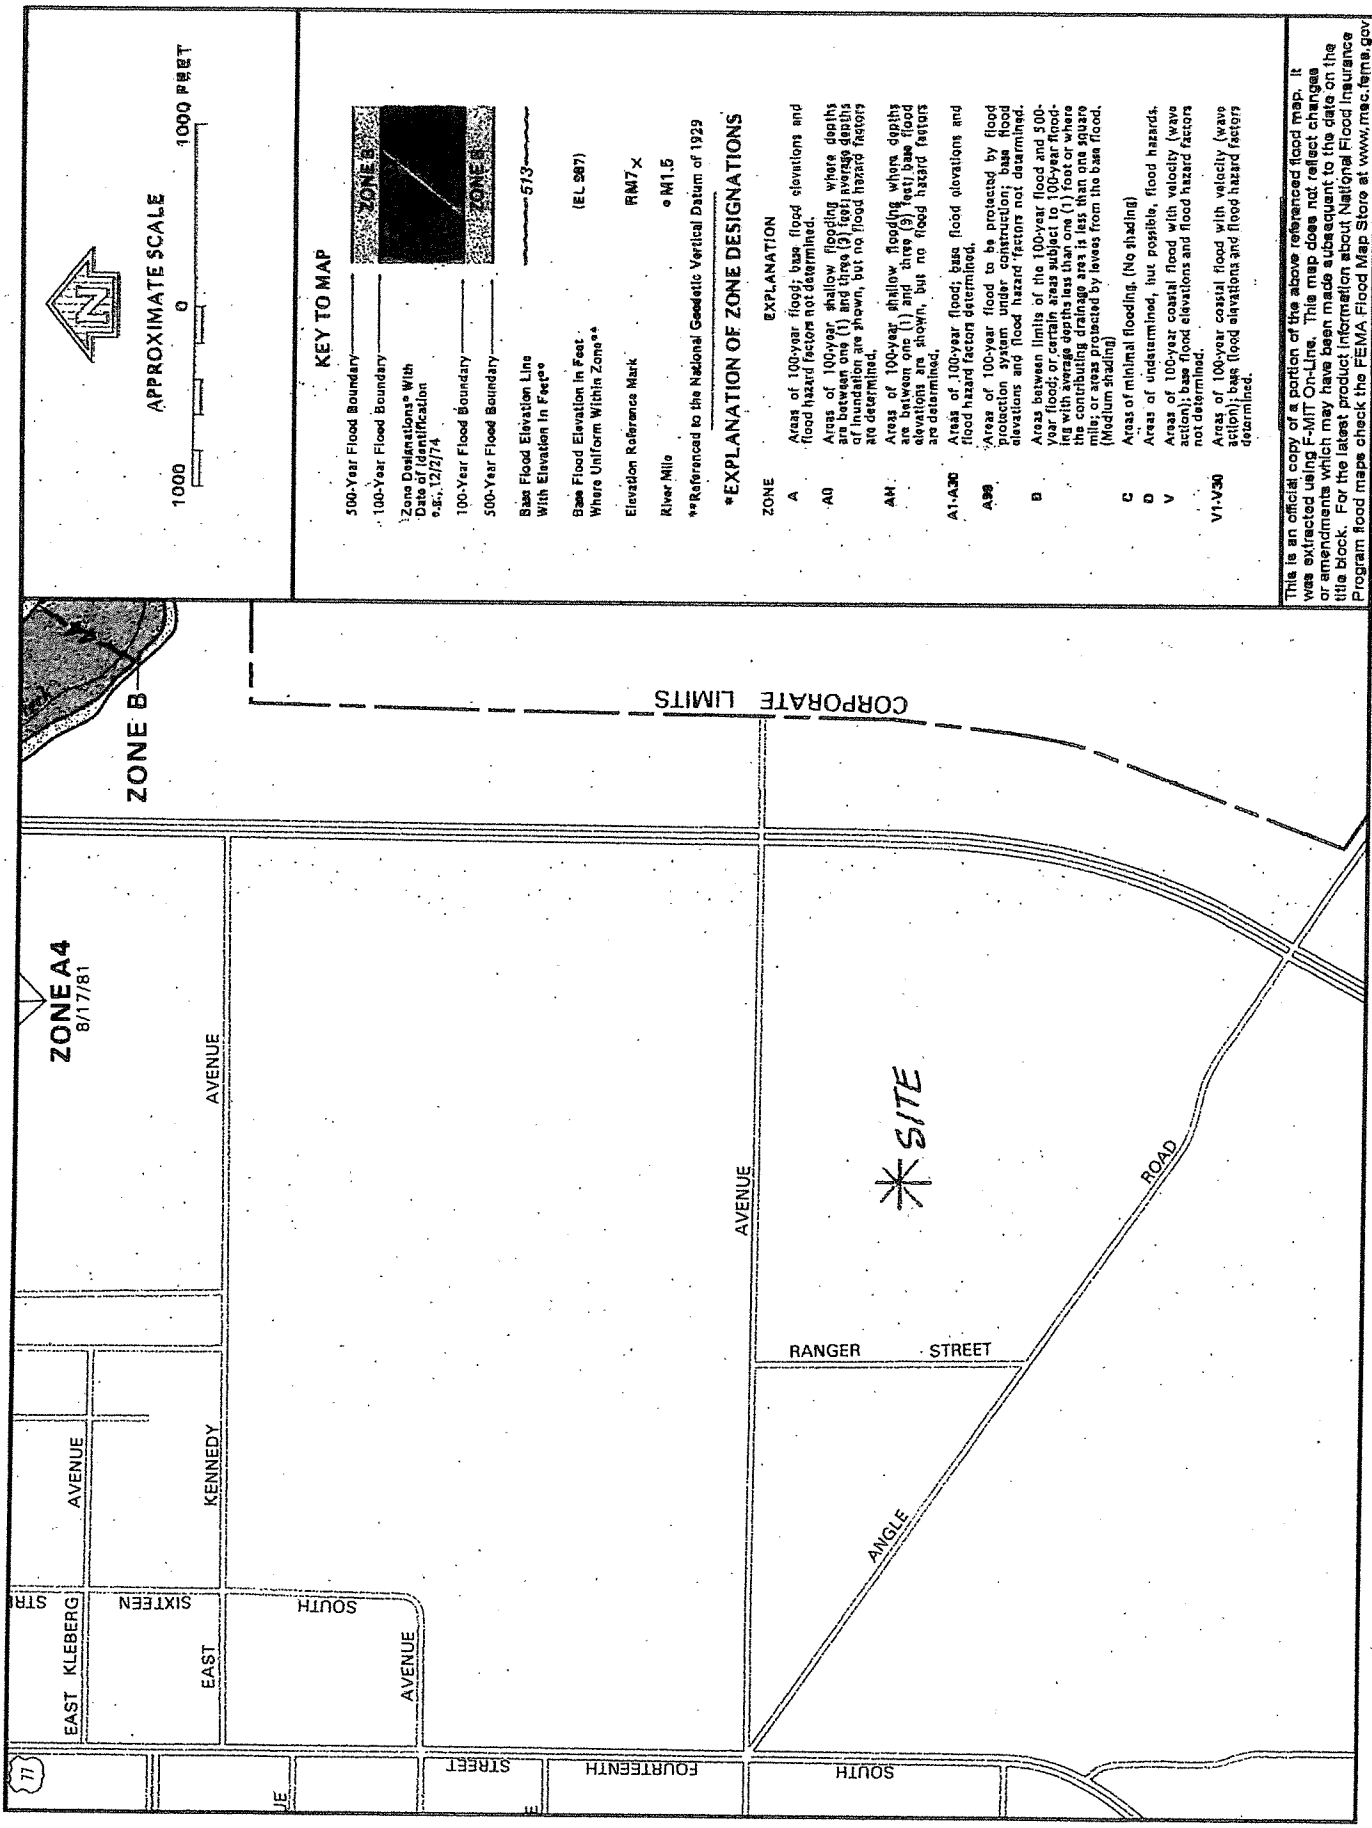 APPROXIMATE SCALE
1000 0 1000 FEET
KEY TO MAP
500-Year Flood Boundary
100-Year Flood Boundary
Zone Designations* With
Date of Identification
e.g., 12/2/74
100-Year Flood Boundary
500-Year Flood Boundary
ZONE B
ZONE B
Base Flood Elevation Line
With Elevation In Feet**
513
Base Flood Elevation in Feet
Where Uniform Within Zone**
(EL 987)
Elevation Reference Mark
RM7×
River Mile
• M1.5
**Referenced to the National Geodetic Vertical Datum of 1929
*EXPLANATION OF ZONE DESIGNATIONS
ZONE EXPLANATION
A Areas of 100-year flood; base flood elevations and
flood hazard factors not determined.
A0 Areas of 100-year shallow flooding where depths
are between one (1) and three (3) feet; average depths
of inundation are shown, but no flood hazard factors
are determined.
AH Areas of 100-year shallow flooding where depths
are between one (1) and three (3) feet; base flood
elevations are shown, but no flood hazard factors
are determined.
A1-A30 Areas of 100-year flood; base flood elevations and
flood hazard factors determined.
A99 Areas of 100-year flood to be protected by flood
protection system under construction; base flood
elevations and flood hazard factors not determined.
B Areas between limits of the 100-year flood and 500-
year flood; or certain areas subject to 100-year flood-
ing with average depths less than one (1) foot or where
the contributing drainage area is less than one square
mile; or areas protected by levees from the base flood.
(Medium shading)
C Areas of minimal flooding. (No shading)
D Areas of undetermined, but possible, flood hazards.
V Areas of 100-year coastal flood with velocity (wave
action); base flood elevations and flood hazard factors
not determined.
V1-V30 Areas of 100-year coastal flood with velocity (wave
action); base flood elevations and flood hazard factors
determined.
This is an official copy of a portion of the above referenced flood map. It
was extracted using F-MIT On-Line. This map does not reflect changes
or amendments which may have been made subsequent to the date on the
title block. For the latest product information about National Flood Insurance
Program flood maps check the FEMA Flood Map Store at www.msc.fema.gov
77
ZONE A4
8/17/81
ZONE B
STRE
EAST KLEBERG AVENUE
SIXTEEN
EAST KENNEDY AVENUE
SOUTH
AVENUE
UE
STREET
E
FOURTEENTH
SOUTH
AVENUE
CORPORATE LIMITS
RANGER STREET
SITE
ANGLE ROAD